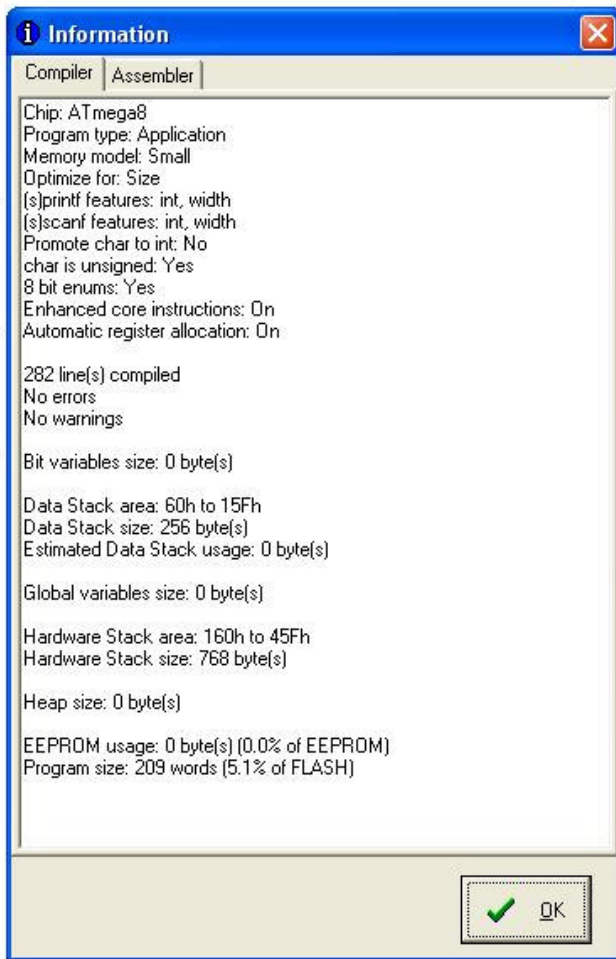 Information
Compiler
Assembler
Chip: ATmega8
Program type: Application
Memory model: Small
Optimize for: Size
(s)printf features: int, width
(s)scanf features: int, width
Promote char to int: No
char is unsigned: Yes
8 bit enums: Yes
Enhanced core instructions: On
Automatic register allocation: On
282 line(s) compiled
No errors
No warnings
Bit variables size: 0 byte(s)
Data Stack area: 60h to 15Fh
Data Stack size: 256 byte(s)
Estimated Data Stack usage: 0 byte(s)
Global variables size: 0 byte(s)
Hardware Stack area: 160h to 45Fh
Hardware Stack size: 768 byte(s)
Heap size: 0 byte(s)
EEPROM usage: 0 byte(s) (0.0% of EEPROM)
Program size: 209 words (5.1% of FLASH)
OK